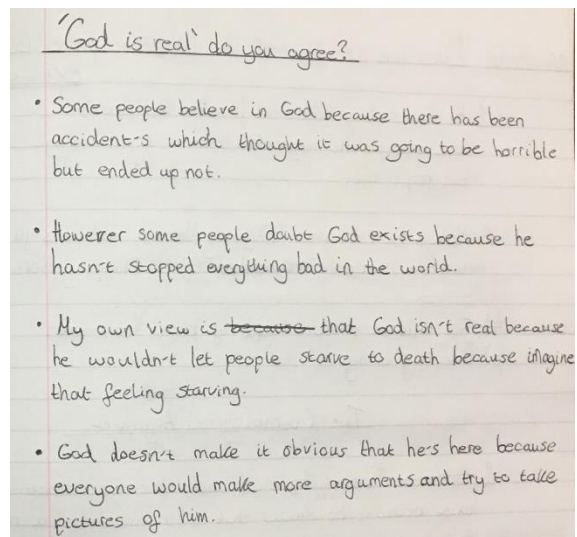 'God is real' do you agree?
• Some people believe in God because there has been
accident-s which thought it was going to be horrible
but ended up not.
• However some people doubt God exists because he
hasn't stopped everything bad in the world.
• My own view is because that God isn't real because
he wouldn't let people starve to death because imagine
that feeling starving.
• God doesn't make it obvious that he's here because
everyone would make more arguments and try to take
pictures of him.